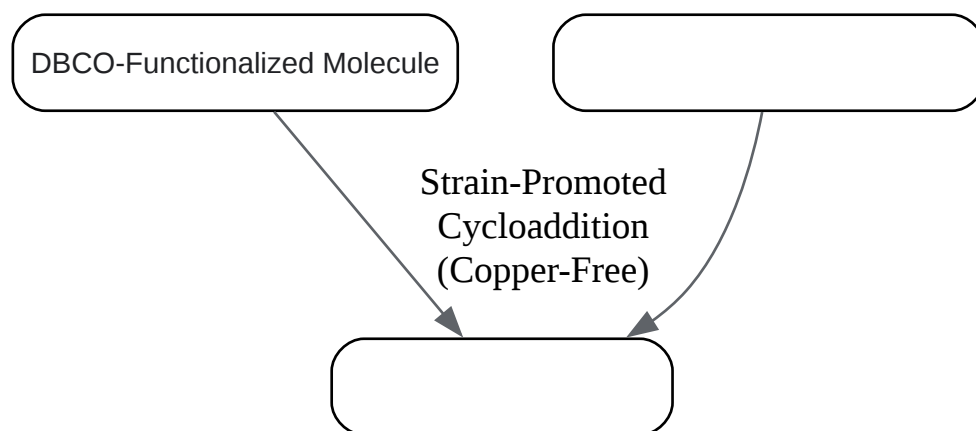 DBCO-Functionalized Molecule
Strain-Promoted
Cycloaddition
(Copper-Free)